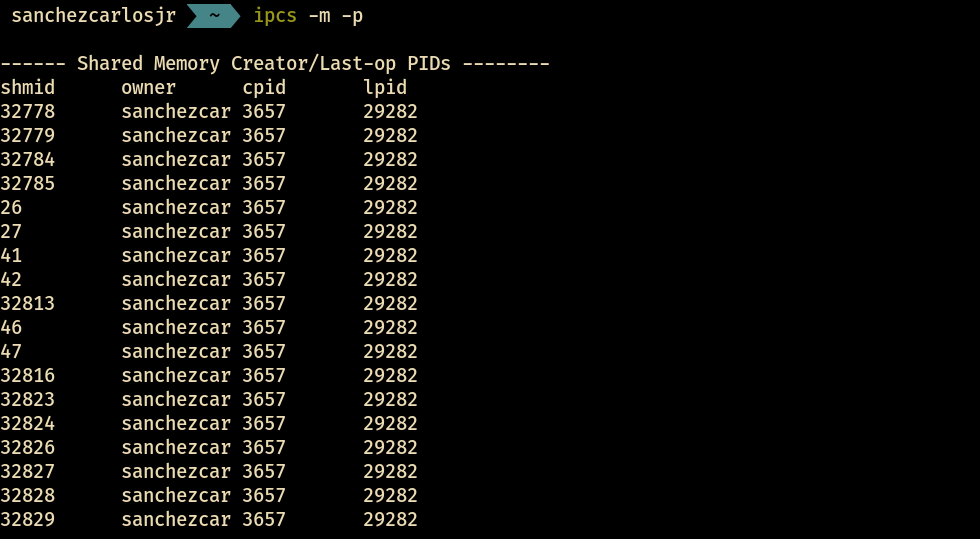 sanchezcarlosjr ~ ipcs -m -p
------ Shared Memory Creator/Last-op PIDs --------
shmid      owner      cpid       lpid
32778      sanchezcar 3657       29282
32779      sanchezcar 3657       29282
32784      sanchezcar 3657       29282
32785      sanchezcar 3657       29282
26         sanchezcar 3657       29282
27         sanchezcar 3657       29282
41         sanchezcar 3657       29282
42         sanchezcar 3657       29282
32813      sanchezcar 3657       29282
46         sanchezcar 3657       29282
47         sanchezcar 3657       29282
32816      sanchezcar 3657       29282
32823      sanchezcar 3657       29282
32824      sanchezcar 3657       29282
32826      sanchezcar 3657       29282
32827      sanchezcar 3657       29282
32828      sanchezcar 3657       29282
32829      sanchezcar 3657       29282